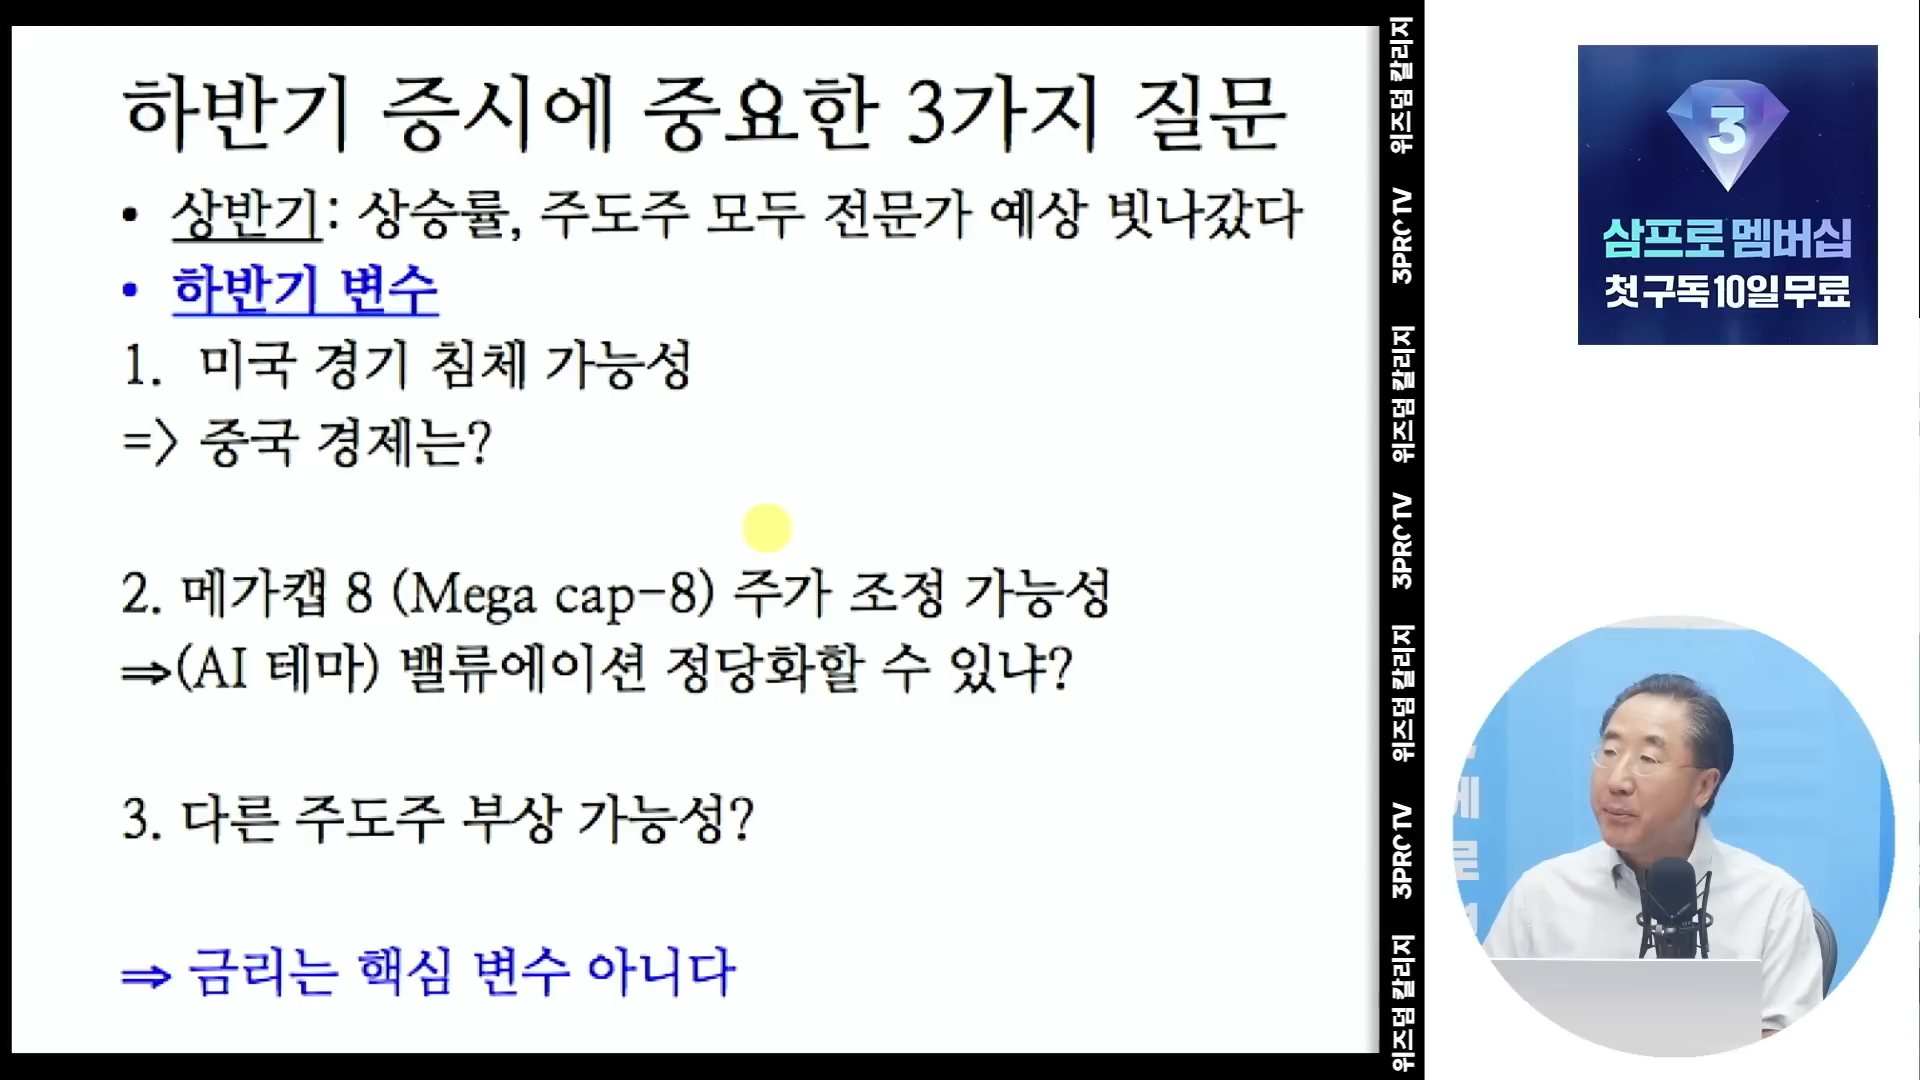 하반기 증시에 중요한 3가지 질문
• 상반기: 상승률, 주도주 모두 전문가 예상 빗나갔다
• 하반기 변수
1. 미국 경기 침체 가능성
=> 중국 경제는?
2. 메가캡 8 (Mega cap-8) 주가 조정 가능성
⇒(AI 테마) 밸류에이션 정당화할 수 있냐?
3. 다른 주도주 부상 가능성?
⇒ 금리는 핵심 변수 아니다
위즈덤 칼리지
3PROTV
위즈덤 칼리지
3PROTV
위즈덤 칼리지
3PROTV
위즈덤 칼리지
3
삼프로 멤버십
첫 구독 10일 무료